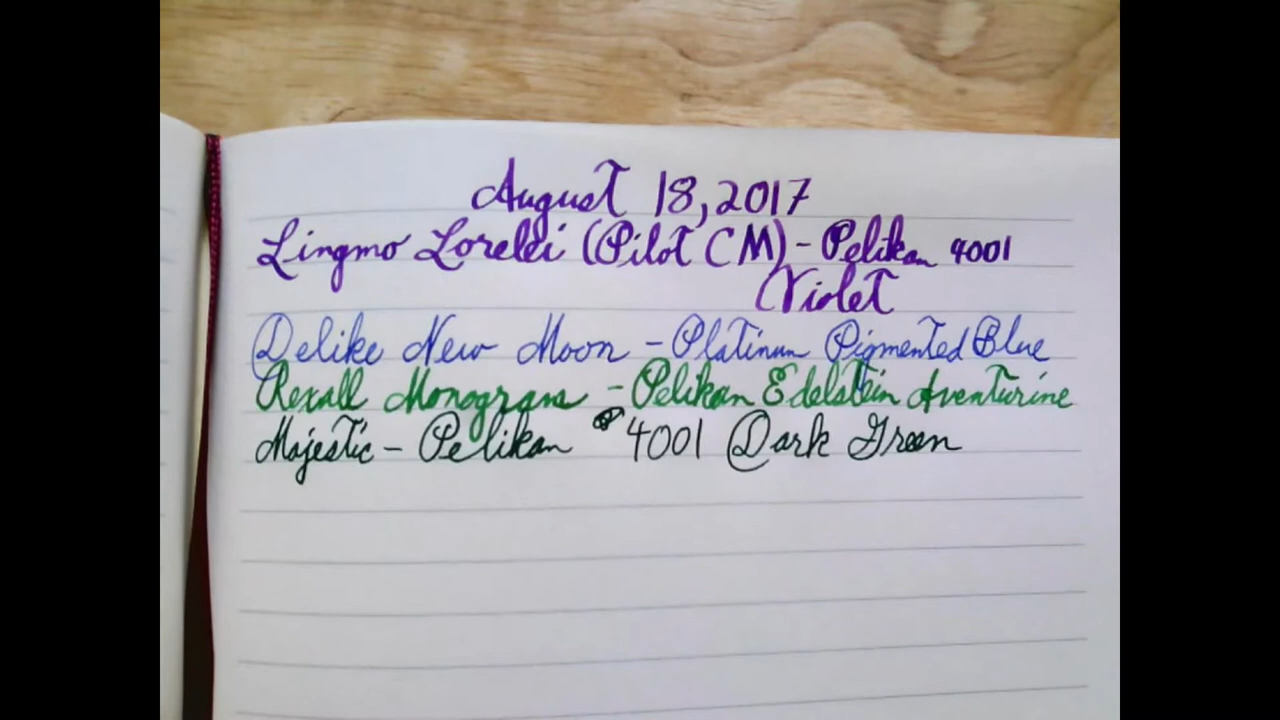 August 18, 2017
Lingmo Lorelei (Pilot CM) - Pelikan 4001
Violet
Delike New Moon - Platinum Pigmented Blue
Rexall Monogram - Pelikan Edelstein Aventurine
Majestic - Pelikan 4001 Dark Green